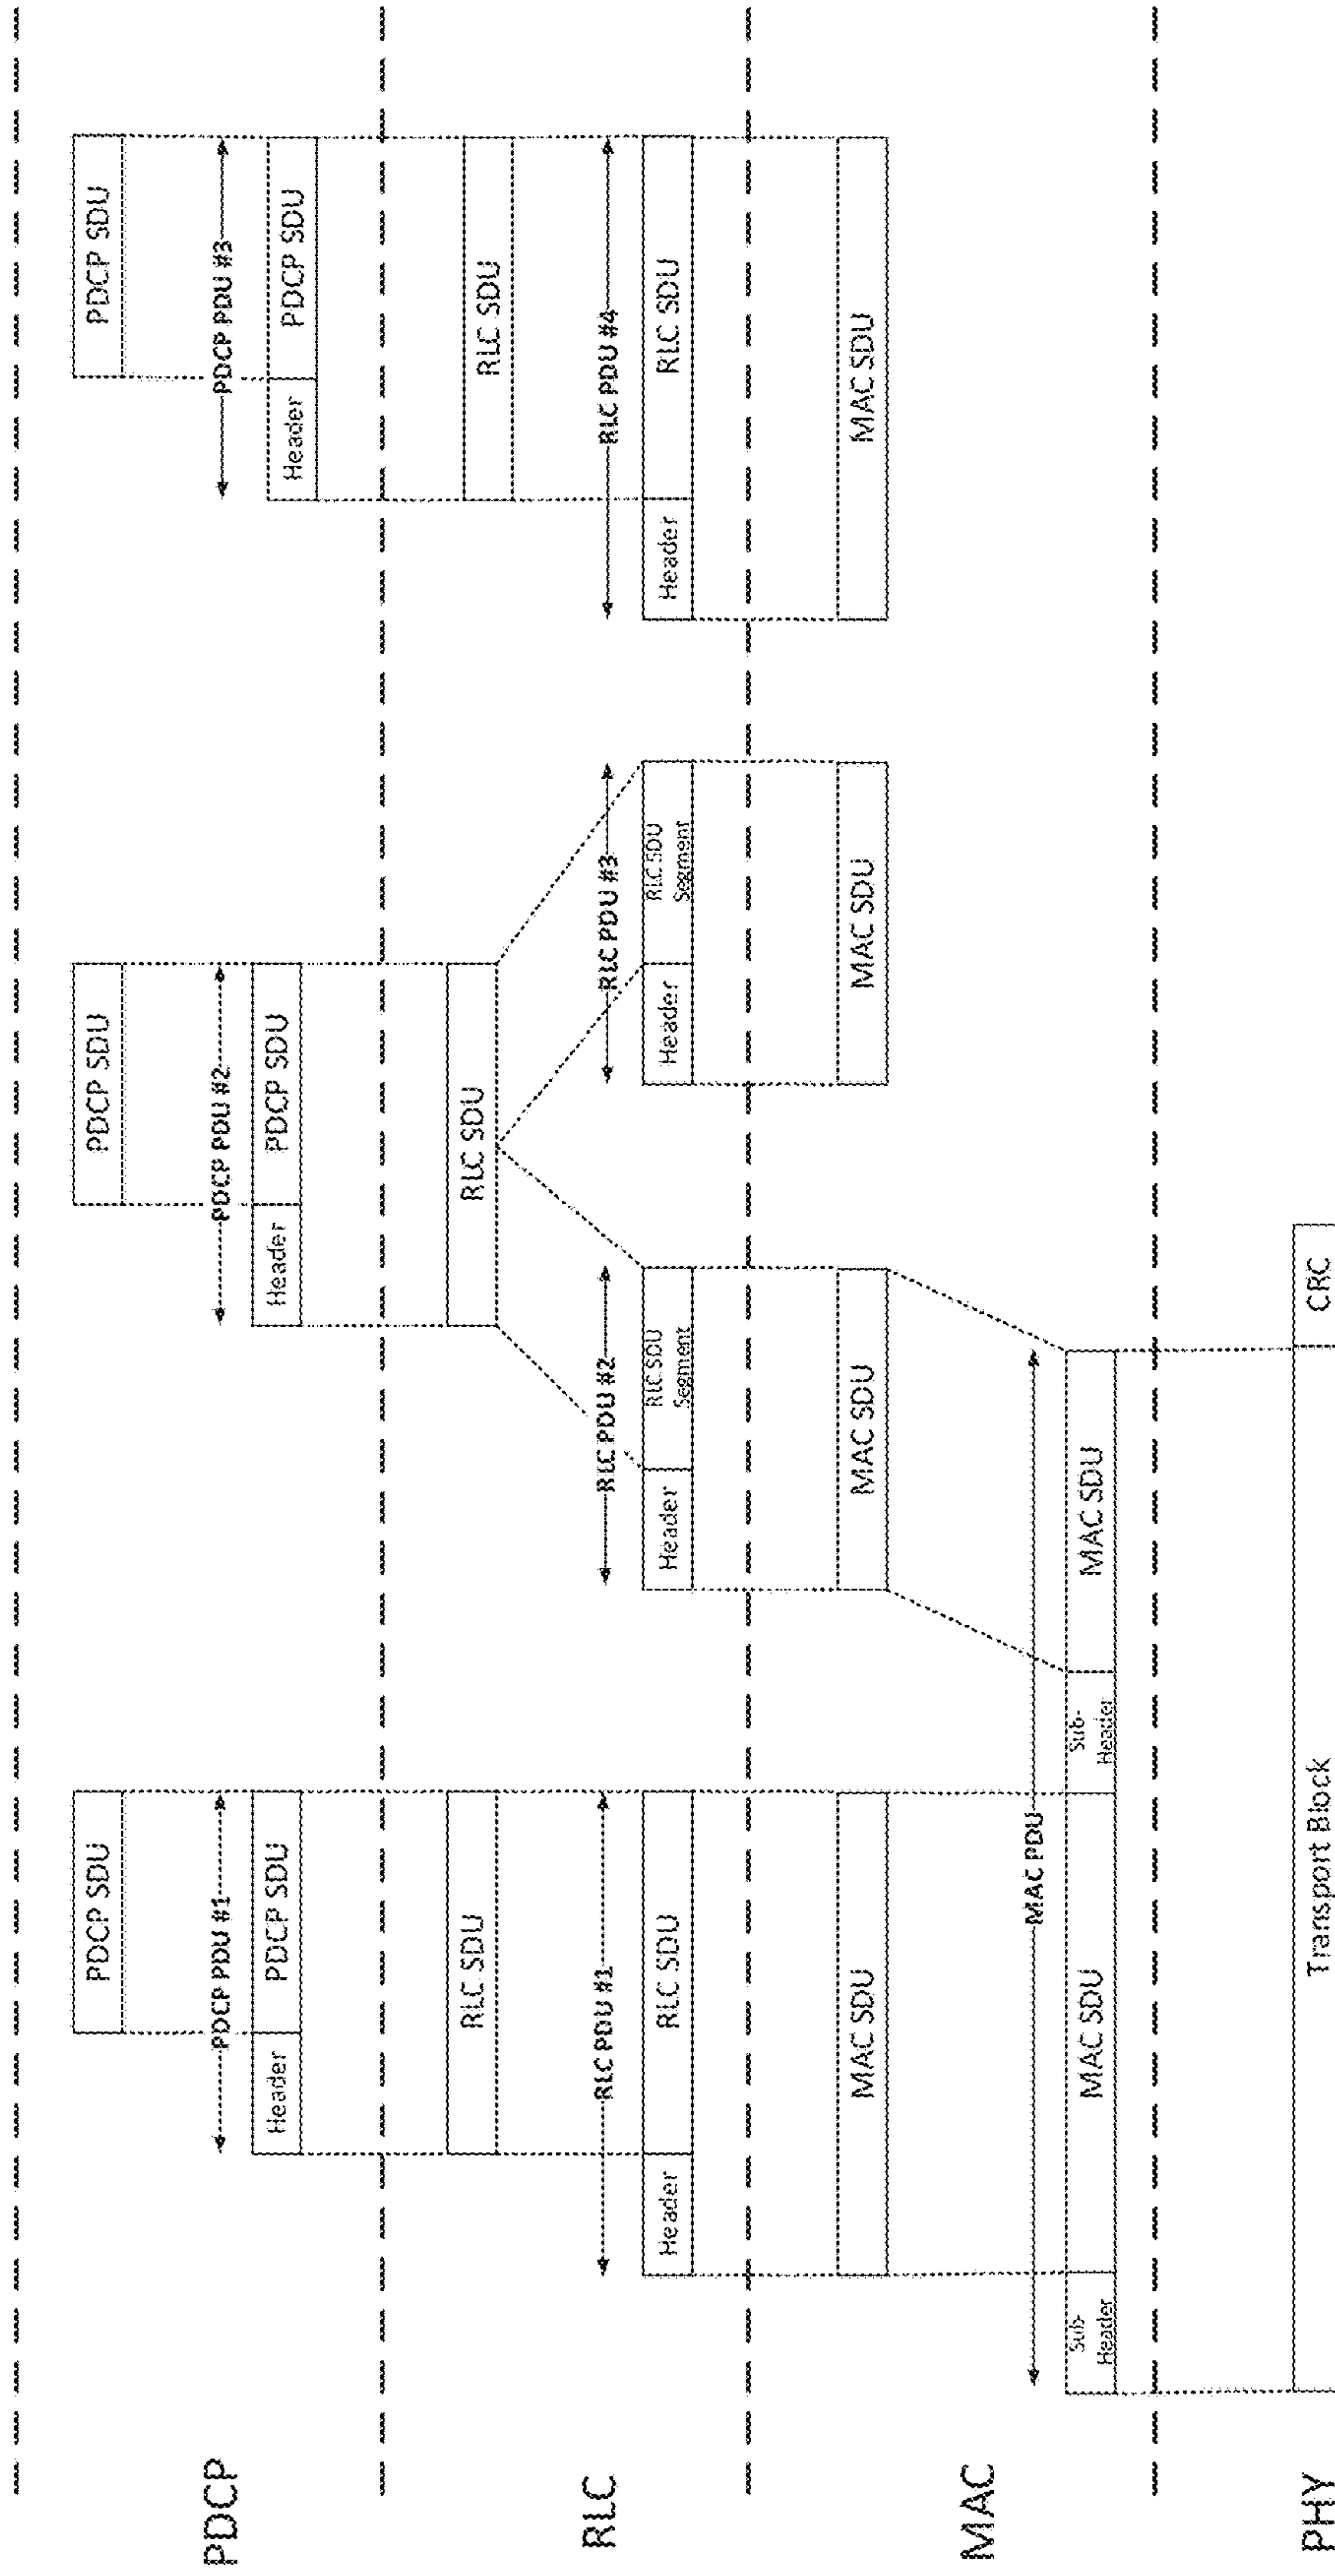 PDCP
PDCP SDU
PDCP SDU
PDCP SDU
PDCP PDU #1
PDCP PDU #2
PDCP PDU #3
Header
PDCP SDU
Header
PDCP SDU
Header
PDCP SDU
RLC
RLC SDU
RLC SDU
RLC SDU
RLC PDU #1
RLC PDU #2
RLC PDU #3
RLC PDU #4
Header
RLC SDU
Header
RLC SDU
Segment
Header
RLC SDU
Segment
Header
RLC SDU
MAC
MAC SDU
MAC SDU
MAC SDU
MAC SDU
MAC PDU
Sub-
Header
MAC SDU
Sub-
Header
MAC SDU
PHY
Transport Block
CRC